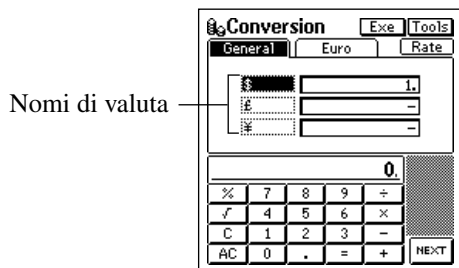 Conversion Exe Tools
General Euro Rate
$ 1.
£ -
¥ -
Nomi di valuta
0.
% 7 8 9 ÷
√ 4 5 6 ×
C 1 2 3 -
AC 0 . = + NEXT